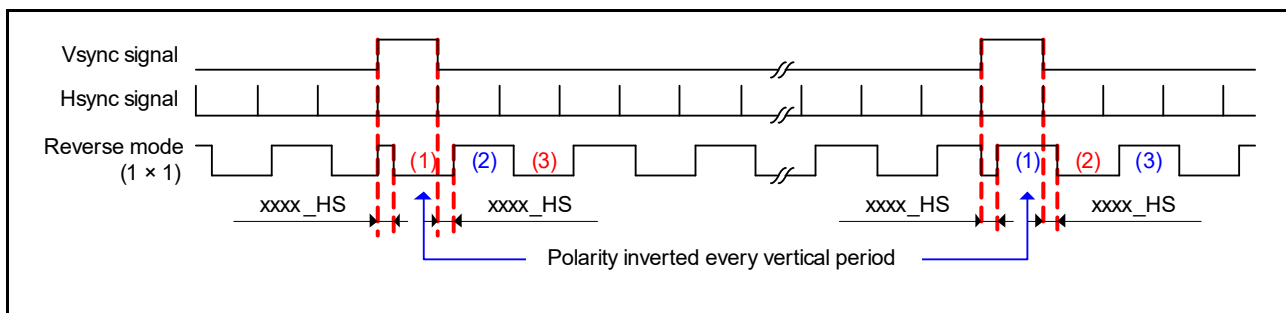 Vsync signal
Hsync signal
Reverse mode
(1 × 1)
(1) (2) (3) (1) (2) (3)
xxxx_HS xxxx_HS xxxx_HS xxxx_HS
Polarity inverted every vertical period